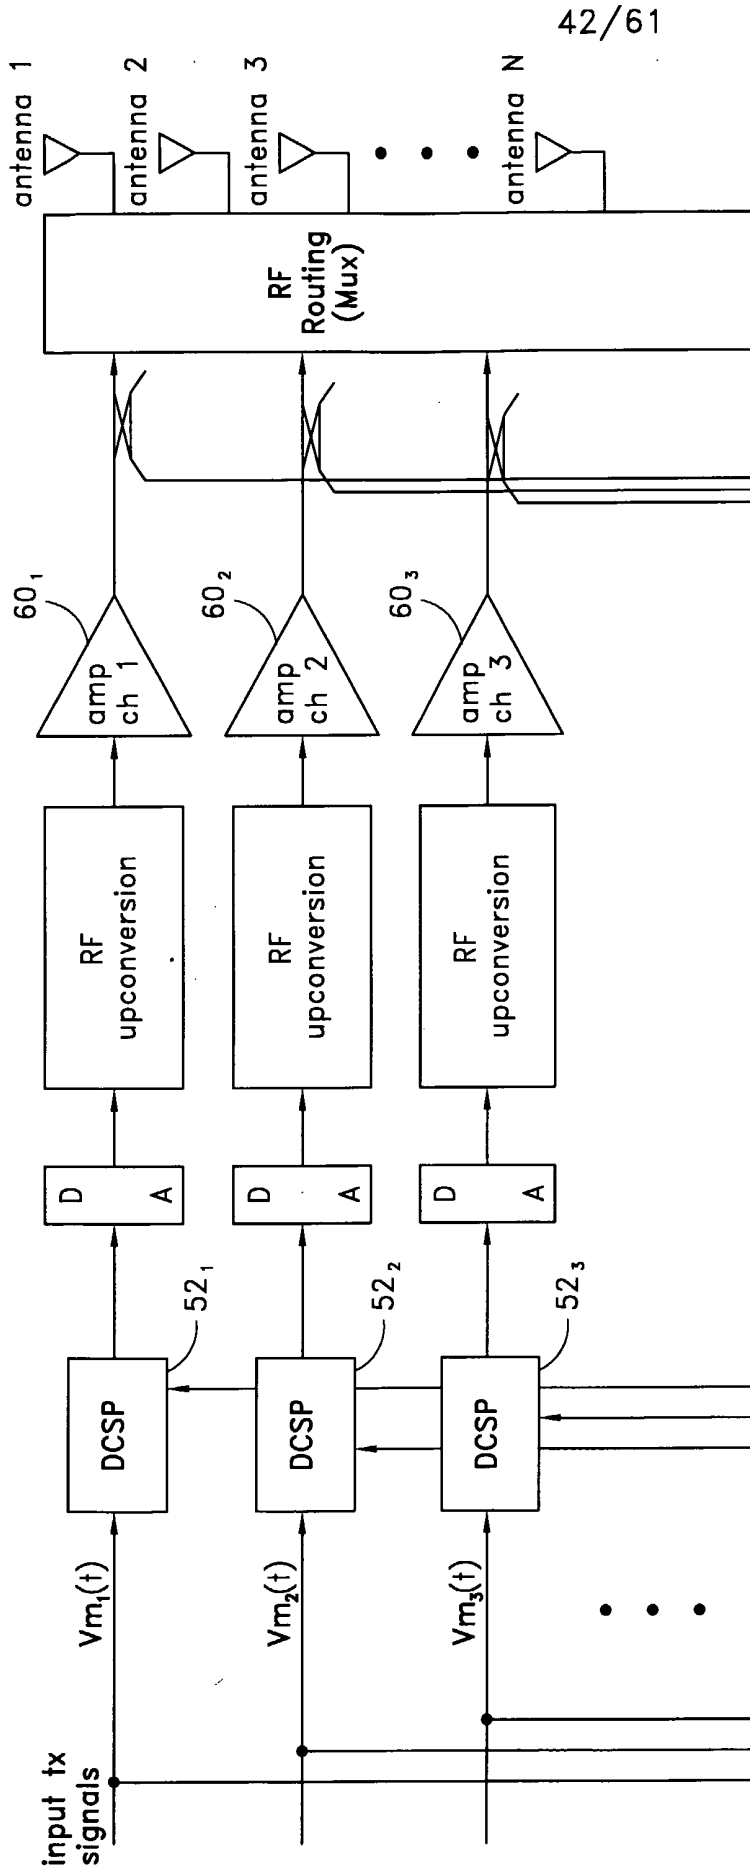 42/61
input tx
signals
Vm₁(t)
DCSP
52₁
D
A
RF
upconversion
amp
ch 1
60₁
Vm₂(t)
DCSP
52₂
D
A
RF
upconversion
amp
ch 2
60₂
Vm₃(t)
DCSP
52₃
D
A
RF
upconversion
amp
ch 3
60₃
RF
Routing
(Mux)
antenna 1
antenna 2
antenna 3
antenna N